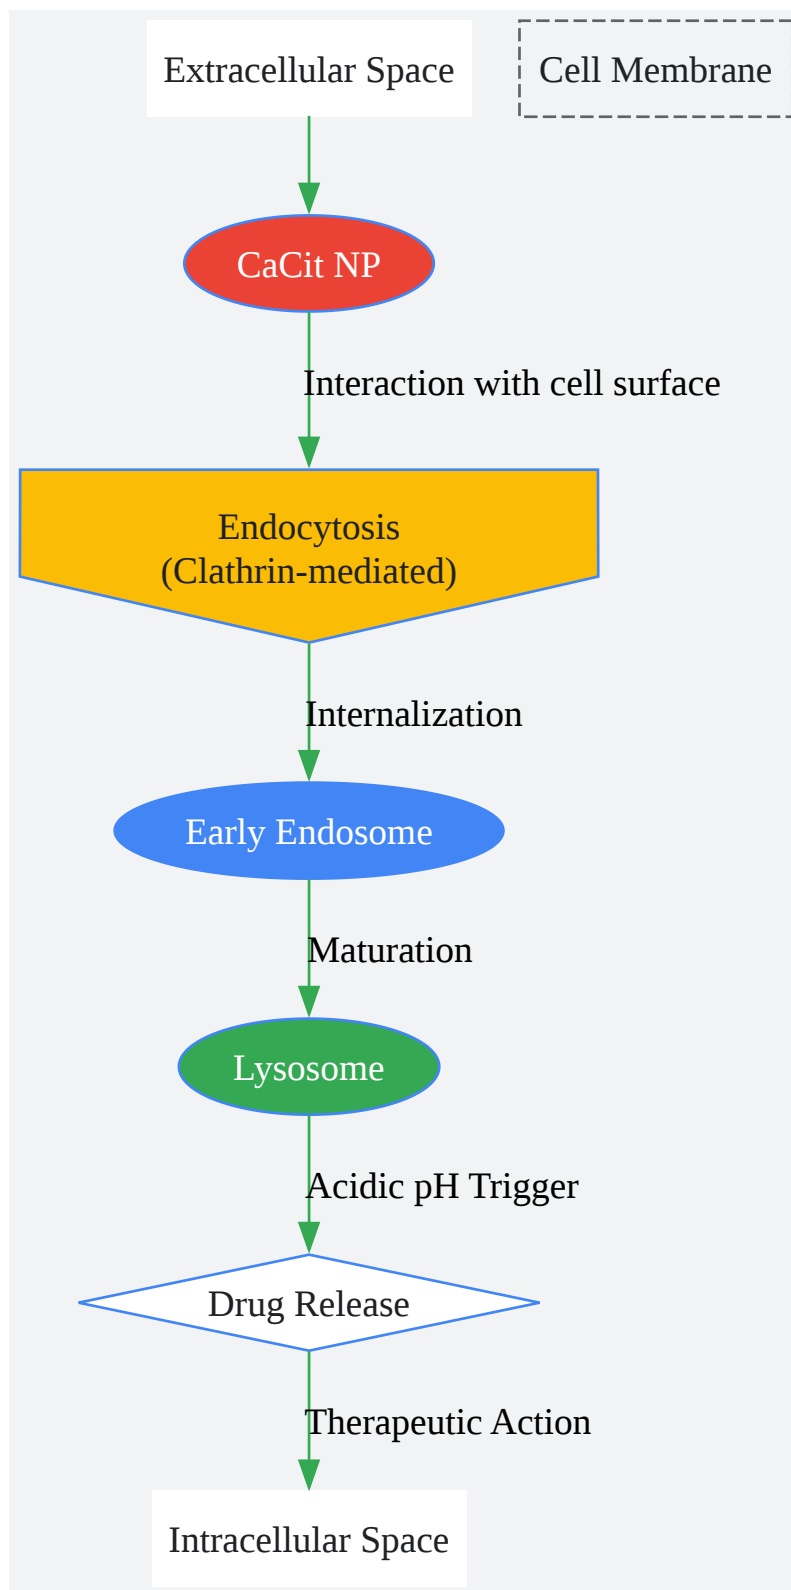 Extracellular Space
Cell Membrane
CaCit NP
Interaction with cell surface
Endocytosis
(Clathrin-mediated)
Internalization
Early Endosome
Maturation
Lysosome
Acidic pH Trigger
Drug Release
Therapeutic Action
Intracellular Space